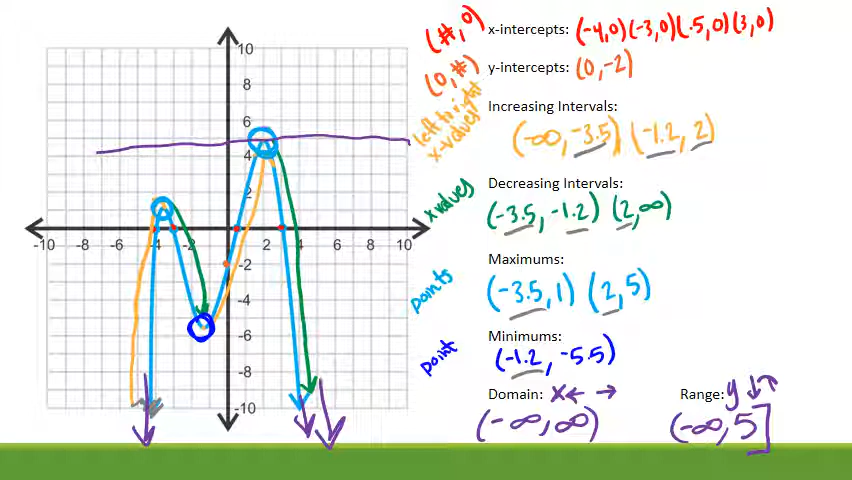 (#, 0) x-intercepts: (-4,0) (-3,0) (.5,0) (3,0)
(0, #) y-intercepts: (0, -2)
left to right
x-values
Increasing Intervals:
(-∞, -3.5) (-1.2, 2)
x values
Decreasing Intervals:
(-3.5, -1.2) (2, ∞)
points
Maximums:
(-3.5, 1) (2, 5)
point
Minimums:
(-1.2, -5.5)
Domain: x← →
(-∞, ∞)
Range: y ↓↑
(-∞, 5]
10
8
6
4
2
-10 -8 -6 -4 -2 2 4 6 8 10
-2
-4
-6
-8
-10